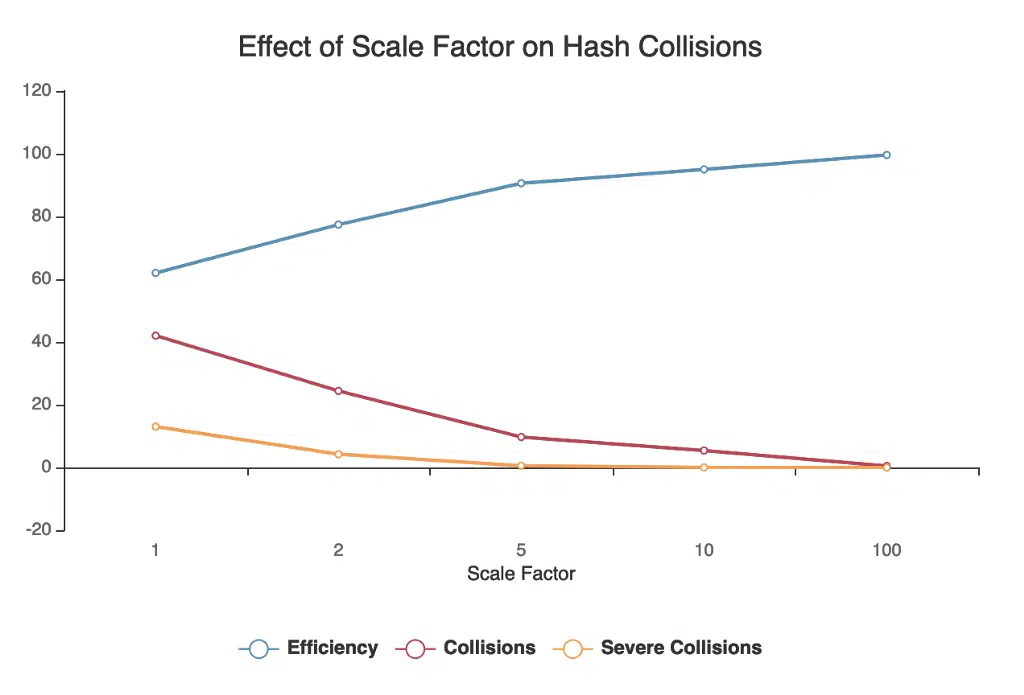 Effect of Scale Factor on Hash Collisions
120
100
80
60
40
20
0
-20
1 2 5 10 100
Scale Factor
Efficiency Collisions Severe Collisions